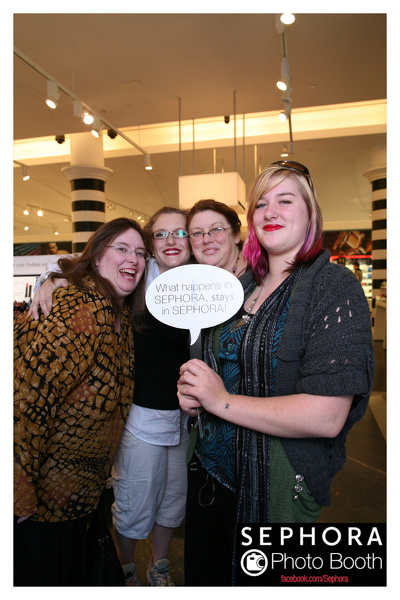 What happens in
SEPHORA, stays
in SEPHORA!
SEPHORA
Photo Booth
facebook.com/Sephora